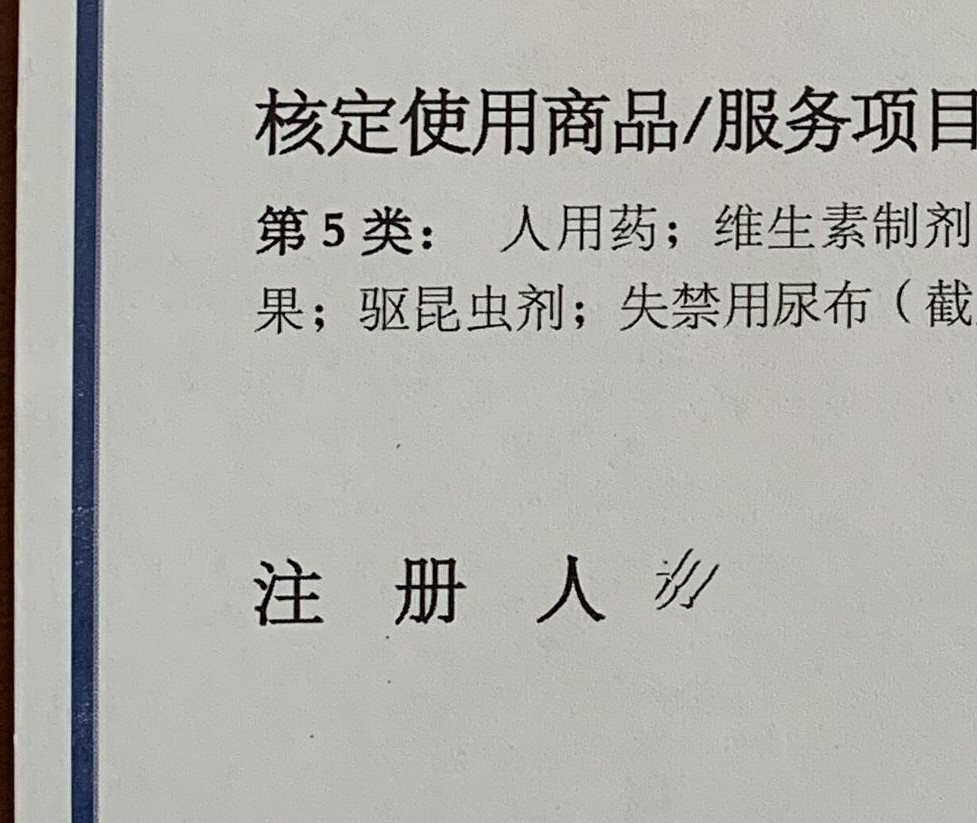 核定使用商品/服务项目
第5类： 人用药；维生素制剂
果；驱昆虫剂；失禁用尿布（截
注 册 人